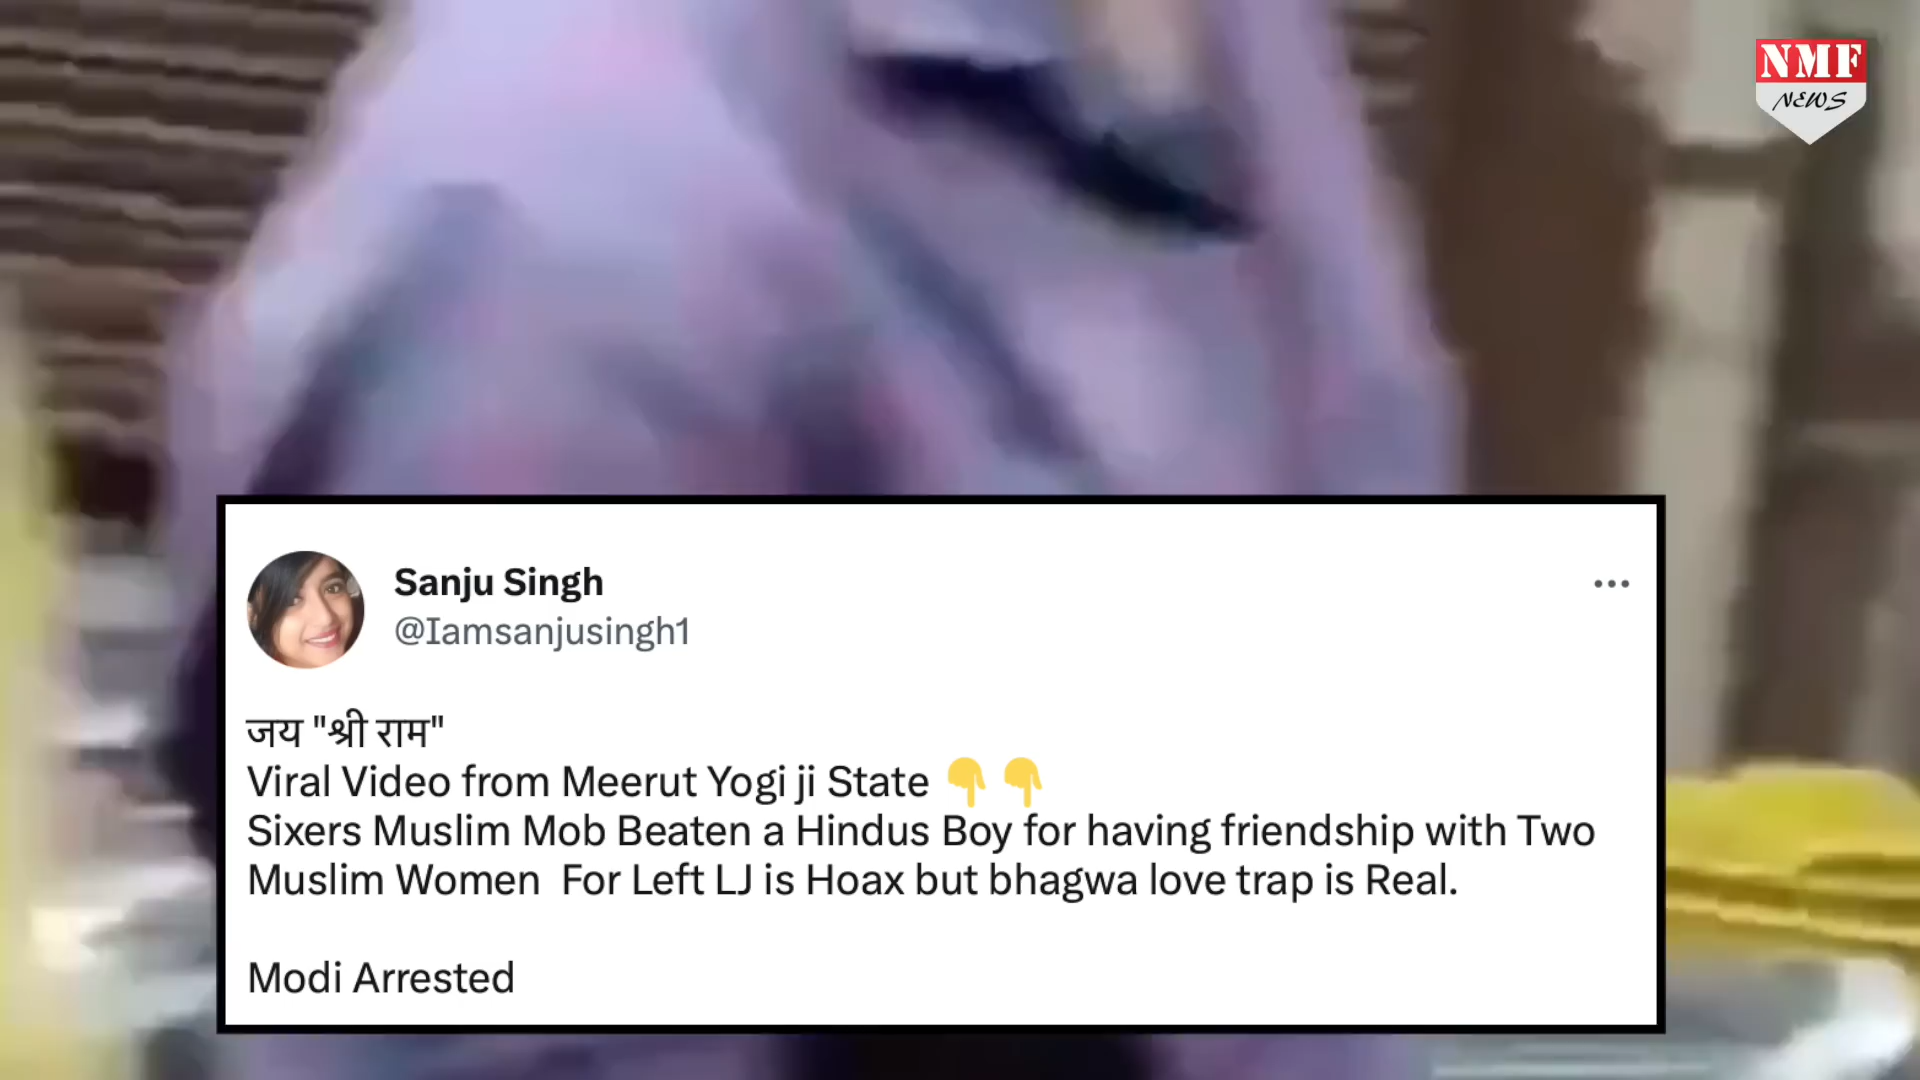 NMF
NEWS
Sanju Singh
@Iamsanjusingh1
जय "श्री राम"
Viral Video from Meerut Yogi ji State 👇👇
Sixers Muslim Mob Beaten a Hindus Boy for having friendship with Two
Muslim Women  For Left LJ is Hoax but bhagwa love trap is Real.
Modi Arrested